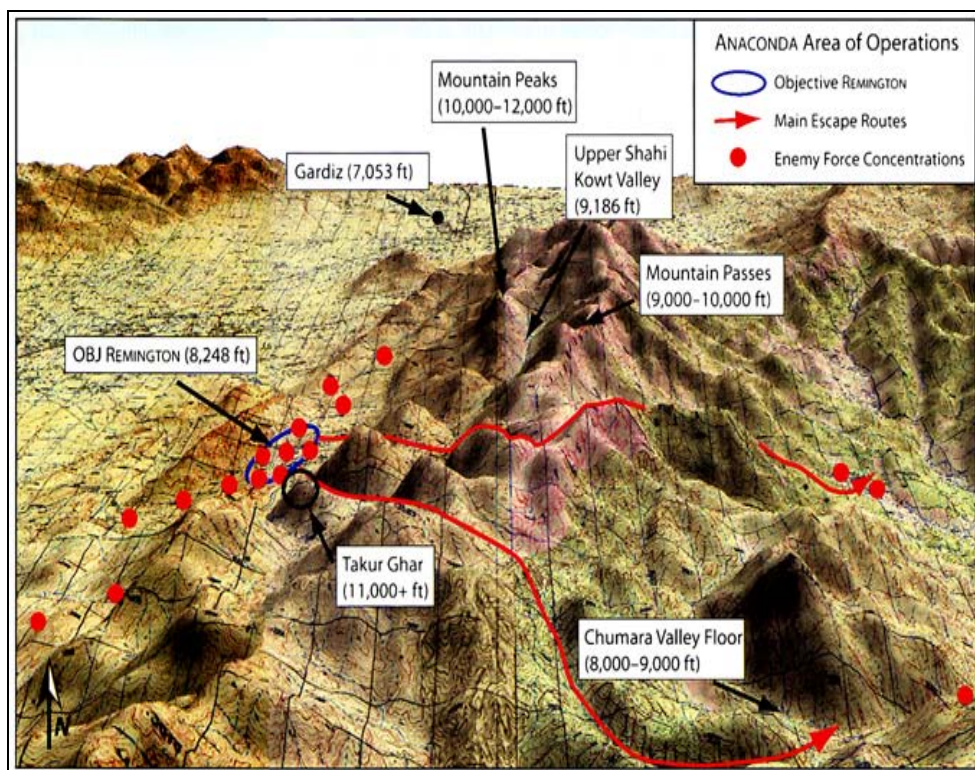 ANACONDA Area of Operations
Objective REMINGTON
Main Escape Routes
Enemy Force Concentrations
Mountain Peaks
(10,000–12,000 ft)
Gardiz (7,053 ft)
Upper Shahi
Kowt Valley
(9,186 ft)
Mountain Passes
(9,000–10,000 ft)
OBJ REMINGTON (8,248 ft)
Takur Ghar
(11,000+ ft)
Chumara Valley Floor
(8,000–9,000 ft)
N